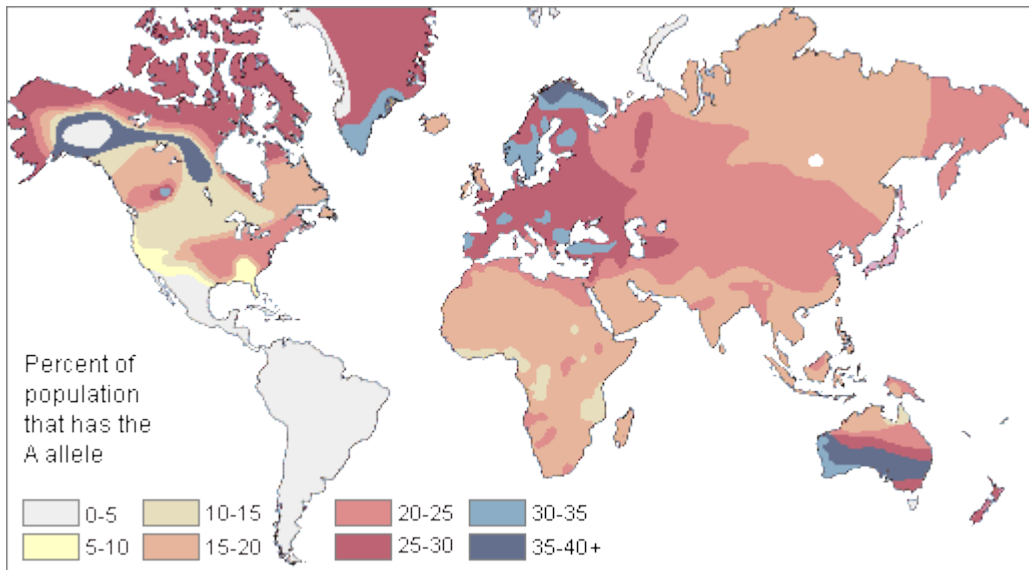 Percent of
population
that has the
A allele
0-5
10-15
20-25
30-35
5-10
15-20
25-30
35-40+